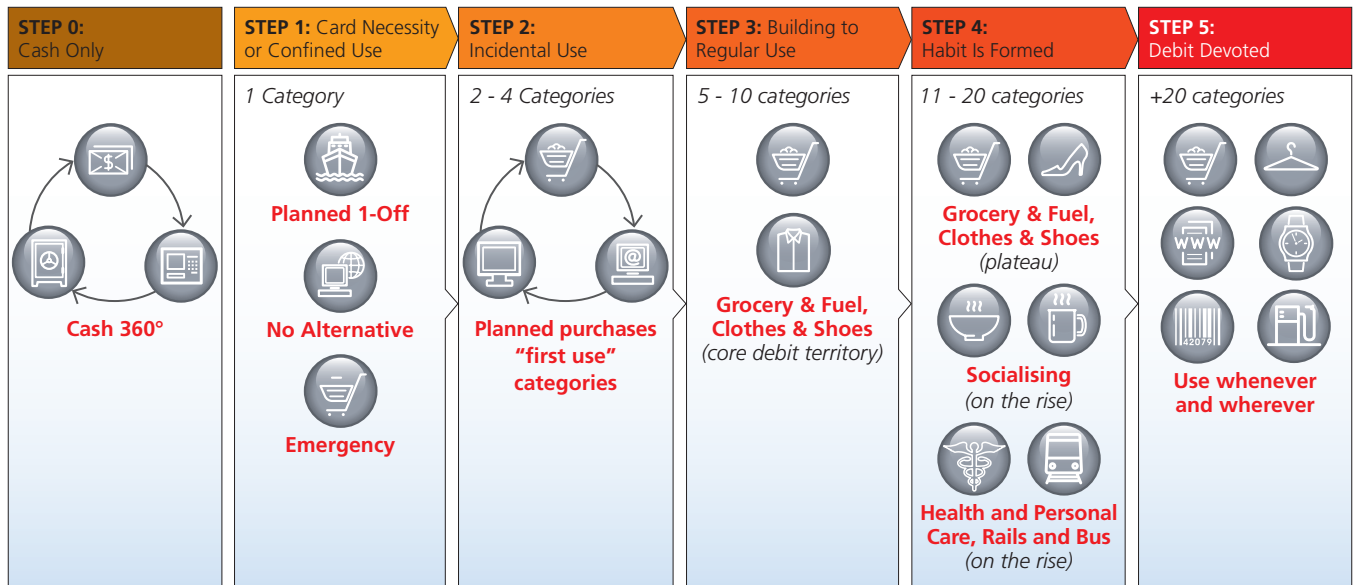 STEP 0:
Cash Only
STEP 1: Card Necessity
or Confined Use
STEP 2:
Incidental Use
STEP 3: Building to
Regular Use
STEP 4:
Habit Is Formed
STEP 5:
Debit Devoted
$
Cash 360°
1 Category
Planned 1-Off
No Alternative
Emergency
2 - 4 Categories
@
Planned purchases
“first use”
categories
5 - 10 categories
Grocery & Fuel,
Clothes & Shoes
(core debit territory)
11 - 20 categories
Grocery & Fuel,
Clothes & Shoes
(plateau)
Socialising
(on the rise)
Health and Personal
Care, Rails and Bus
(on the rise)
+20 categories
WWW
42079
Use whenever
and wherever